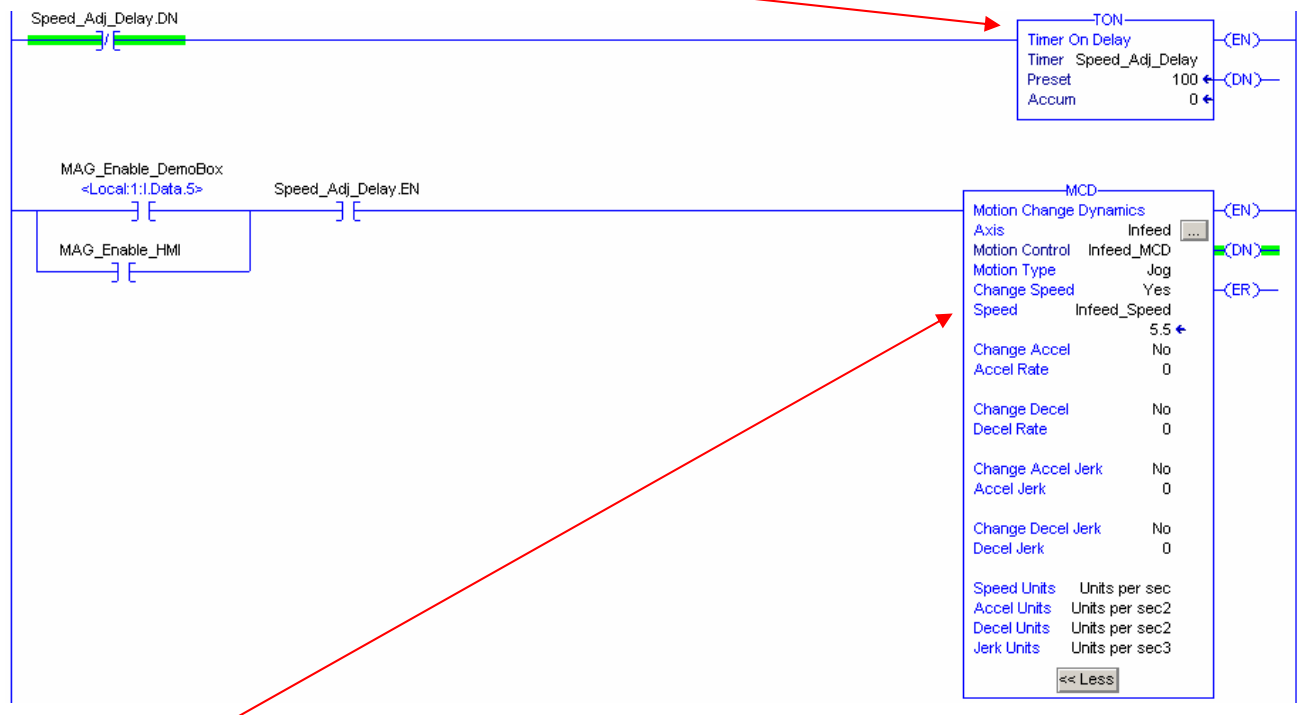 Speed_Adj_Delay.DN
TON
Timer On Delay
Timer Speed_Adj_Delay
Preset 100
Accum 0
(EN)
(DN)
MAG_Enable_DemoBox
<Local:1:I.Data.5>
Speed_Adj_Delay.EN
MAG_Enable_HMI
MCD
Motion Change Dynamics
Axis Infeed ...
Motion Control Infeed_MCD
Motion Type Jog
Change Speed Yes
Speed Infeed_Speed
5.5
Change Accel No
Accel Rate 0
Change Decel No
Decel Rate 0
Change Accel Jerk No
Accel Jerk 0
Change Decel Jerk No
Decel Jerk 0
Speed Units Units per sec
Accel Units Units per sec2
Decel Units Units per sec2
Jerk Units Units per sec3
<< Less
(EN)
(DN)
(ER)